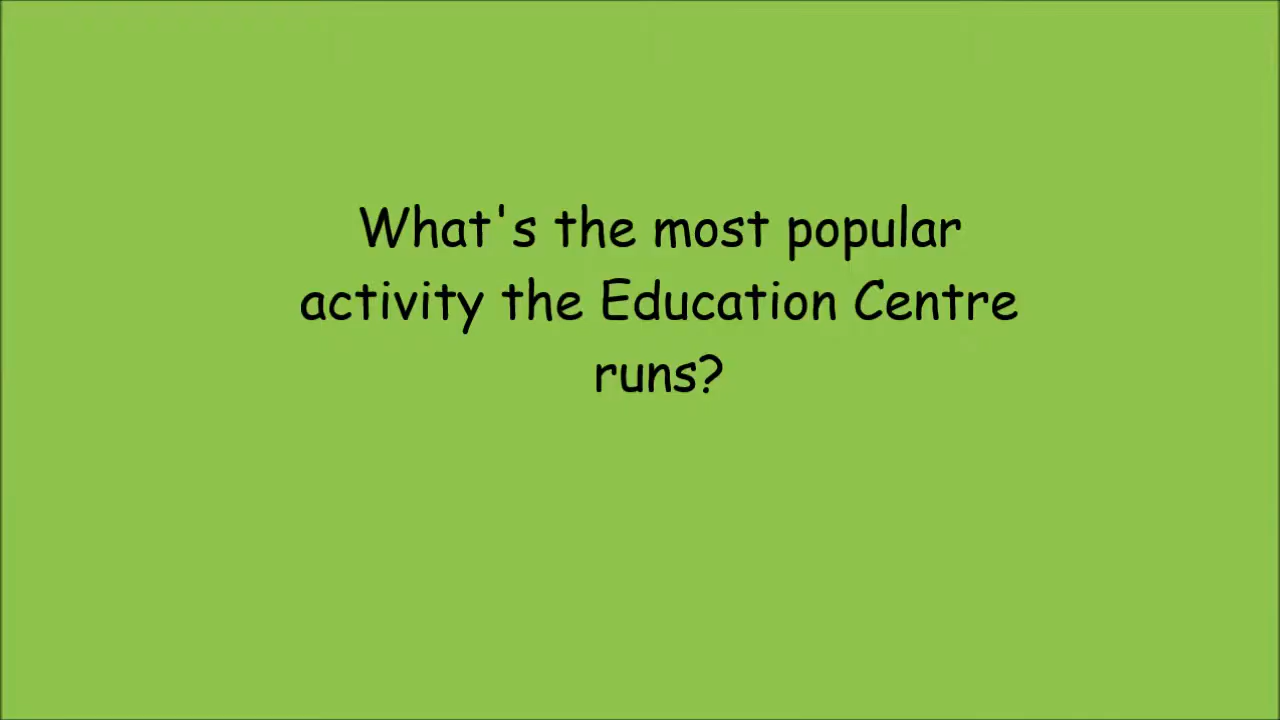 What's the most popular
activity the Education Centre
runs?